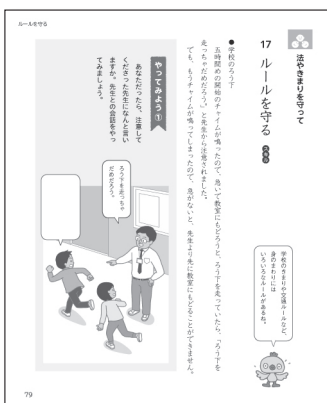 ルールを守る
法やきまりを守って
17 ルールを守る スキル
学校のきまりや交通ルールなど、
身のまわりには
いろいろなルールがあるね。
●学校のろう下
五時間めの開始のチャイムが鳴ったので、急いで教室にもどろうと、ろう下を走っていたら、「ろう下を
走っちゃだめだろう。」と先生から注意されました。
でも、もうチャイムが鳴ってしまったので、急がないと、先生より先に教室にもどることができません。
やってみよう①
あなただったら、注意して
くださった先生になんと言い
ますか。先生との会話をやっ
てみましょう。
ろう下を走っちゃ
だめだろう。
79